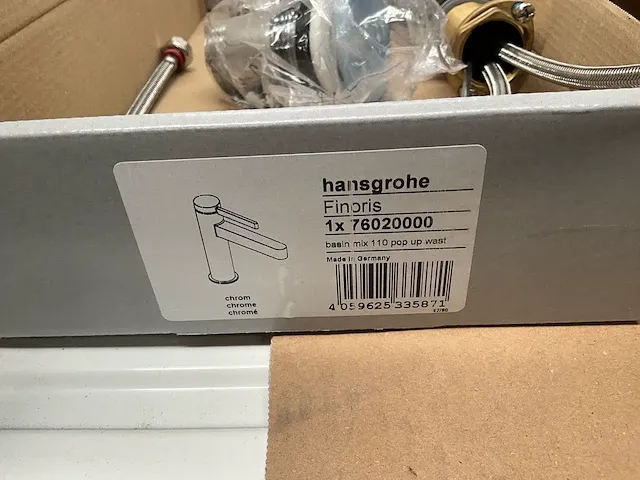 hansgrohe
Finoris
1x 76020000
basin mix 110 pop up wast
Made in Germany
chrom
chrome
chromé
4 059625 335871